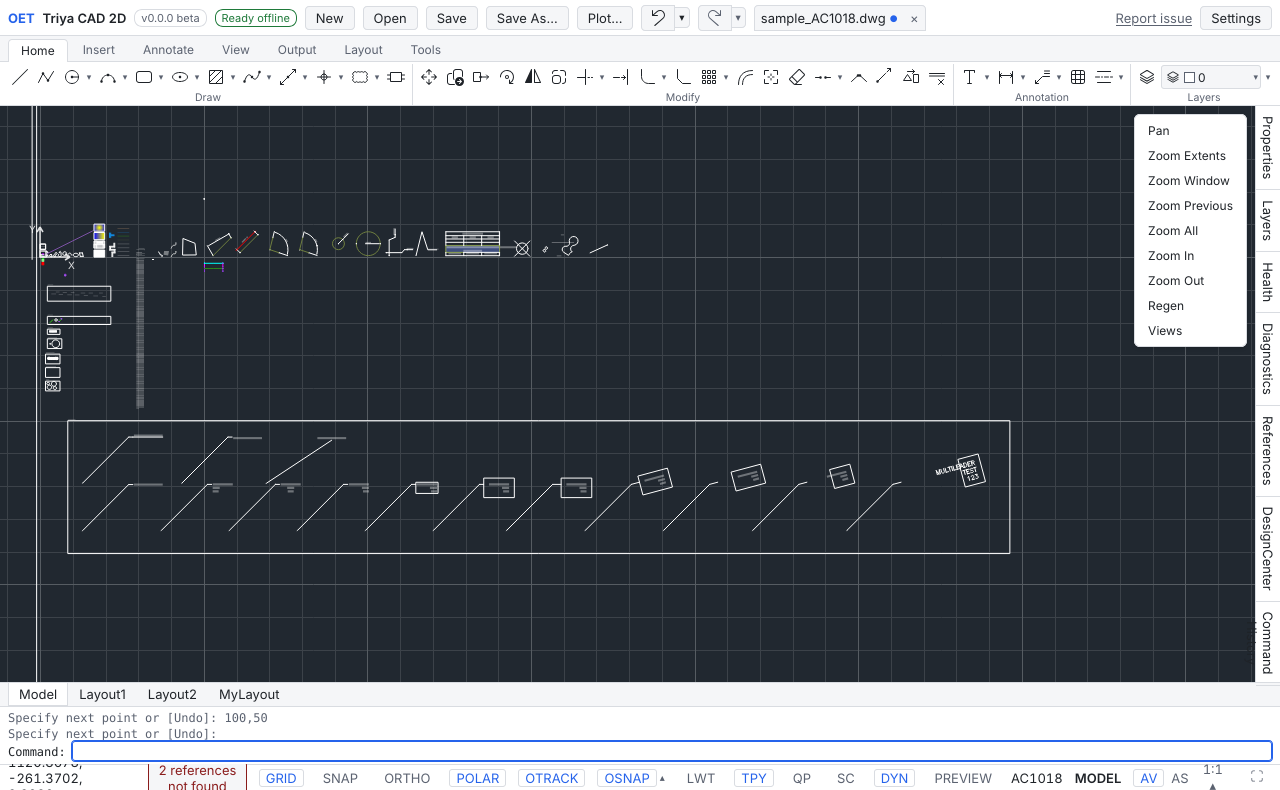 OET Triya CAD 2D v0.0.0 beta Ready offline New Open Save Save As... Plot... sample_AC1018.dwg × Report issue Settings
Home Insert Annotate View Output Layout Tools
0
Draw Modify Annotation Layers
Pan
Zoom Extents
Zoom Window
Zoom Previous
Zoom All
Zoom In
Zoom Out
Regen
Views
Properties
Layers
Health
Diagnostics
References
DesignCenter
Command
Y
X
MULTILEADER
TEST
123
Model Layout1 Layout2 MyLayout
Specify next point or [Undo]: 100,50
Specify next point or [Undo]:
Command:
-261.3702,
2 references
not found
GRID SNAP ORTHO POLAR OTRACK OSNAP LWT TPY QP SC DYN PREVIEW AC1018 MODEL AV AS 1:1